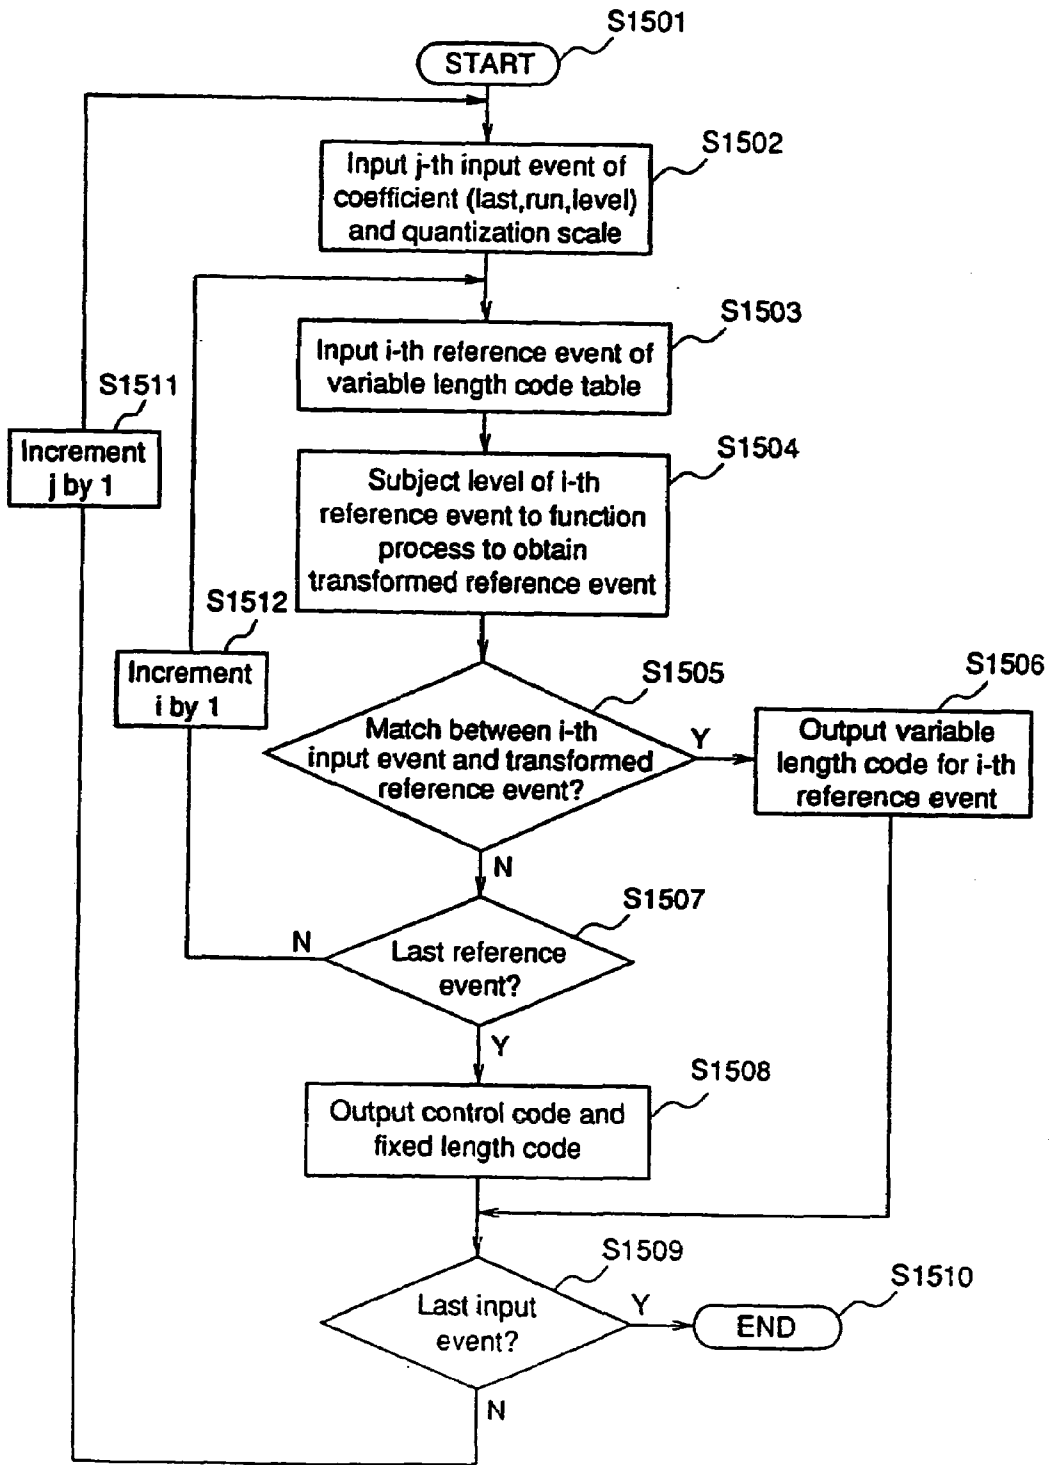 S1501
START
S1502
Input j-th input event of
coefficient (last,run,level)
and quantization scale
S1503
Input i-th reference event of
variable length code table
S1511
Increment
j by 1
S1504
Subject level of i-th
reference event to function
process to obtain
transformed reference event
S1512
Increment
i by 1
S1505
Match between i-th
input event and transformed
reference event?
Y
S1506
Output variable
length code for i-th
reference event
N
S1507
Last reference
event?
N
Y
S1508
Output control code and
fixed length code
S1509
Last input
event?
Y
S1510
END
N